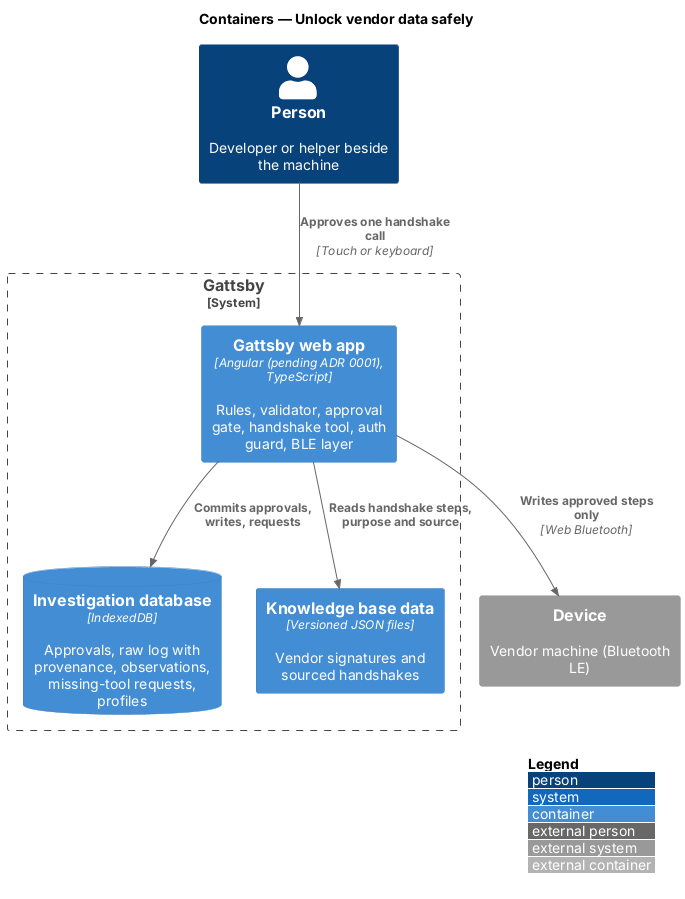 Containers — Unlock vendor data safely
Person
Developer or helper beside
the machine
Approves one handshake
call
[Touch or keyboard]
Gattsby
[System]
Gattsby web app
[Angular (pending ADR 0001),
TypeScript]
Rules, validator, approval
gate, handshake tool, auth
guard, BLE layer
Commits approvals,
writes, requests
Reads handshake steps,
purpose and source
Writes approved steps
only
[Web Bluetooth]
Investigation database
[IndexedDB]
Approvals, raw log with
provenance, observations,
missing-tool requests,
profiles
Knowledge base data
[Versioned JSON files]
Vendor signatures and
sourced handshakes
Device
Vendor machine (Bluetooth
LE)
Legend
person
system
container
external person
external system
external container